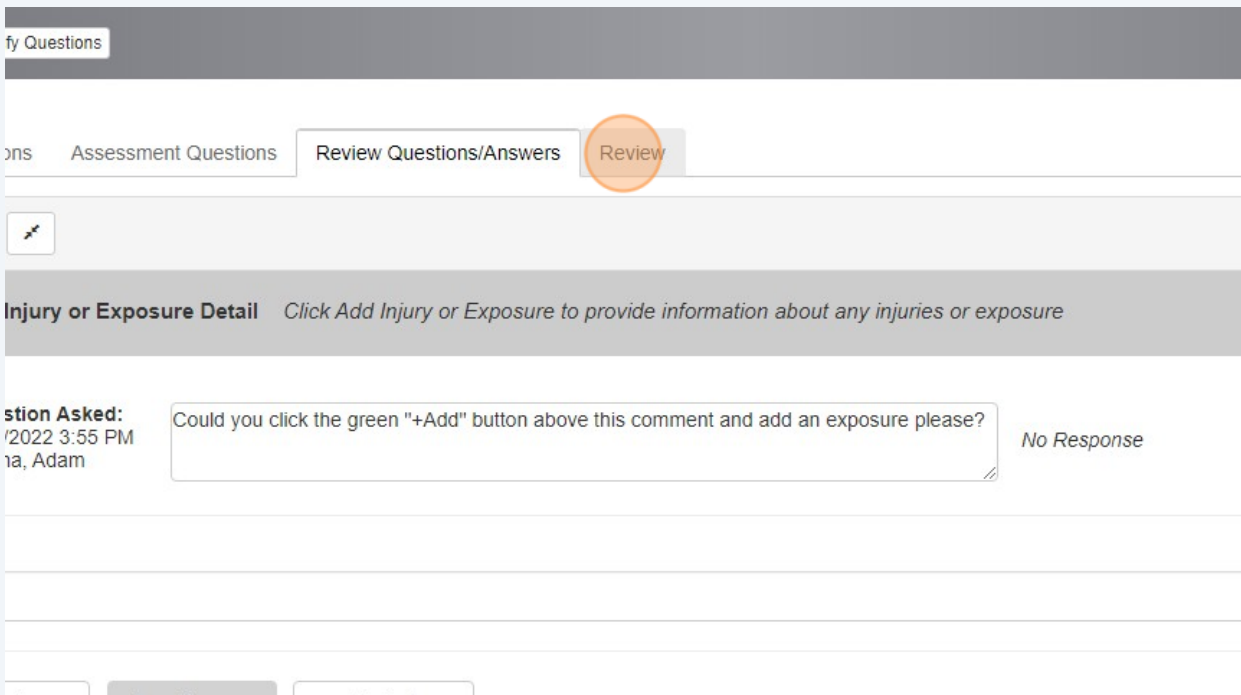 fy Questions
ons Assessment Questions Review Questions/Answers Review
Injury or Exposure Detail Click Add Injury or Exposure to provide information about any injuries or exposure
stion Asked:
/2022 3:55 PM
na, Adam
Could you click the green "+Add" button above this comment and add an exposure please?
No Response